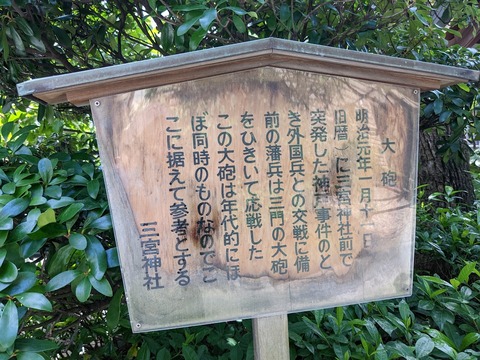 大砲
明治元年一月十一日
(旧暦)に三宮神社前で
突発した神戸事件のと
き外国兵との交戦に備
前の藩兵は三門の大砲
をひきいて応戦した
この大砲は年代的にほ
ぼ同時のものなのでこ
こに据えて参考とする
三宮神社